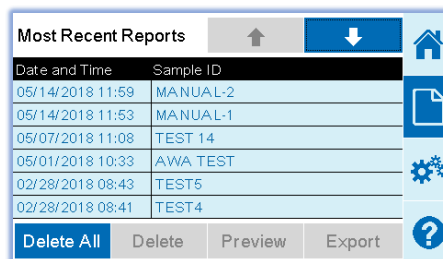 Most Recent Reports
Date and Time Sample ID
05/14/2018 11:59 MANUAL-2
05/14/2018 11:53 MANUAL-1
05/07/2018 11:08 TEST 14
05/01/2018 10:33 AWA TEST
02/28/2018 08:43 TEST5
02/28/2018 08:41 TEST4
Delete All Delete Preview Export ?